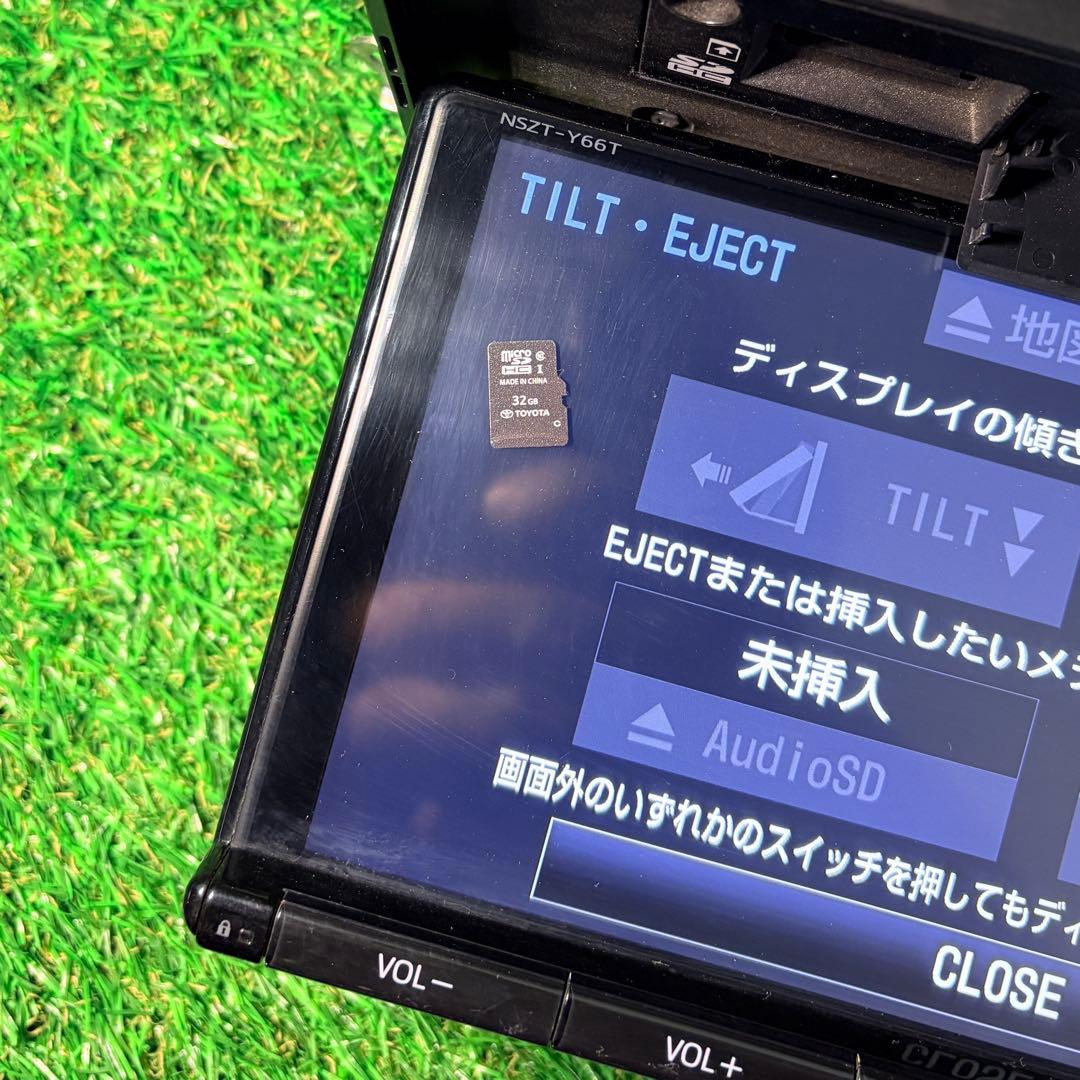 NSZT-Y66T
TILT・EJECT
地図
ディスプレイの傾き
micro
SD
HC I
MADE IN CHINA
32GB
TOYOTA
C
TILT
EJECTまたは挿入したいメデ
未挿入
AudioSD
画面外のいずれかのスイッチを押してもディ
CLOSE
VOL-
VOL+